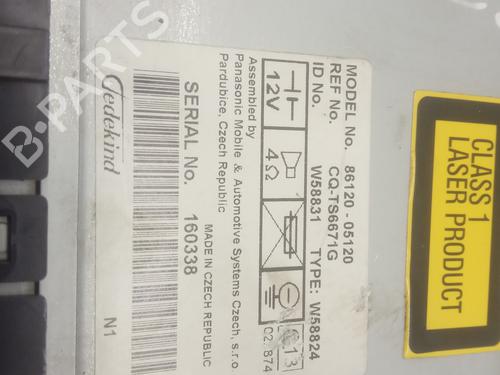 MODEL No. 86120 - 05120
REF No. CQ-TS6671G
ID No. W58831 TYPE: W58824
12V
4Ω
Assembled by
Panasonic Mobile & Automotive Systems Czech, s.r.o.
Pardubice, Czech Republic
SERIAL No. 160338
MADE IN CZECH REPUBLIC
N1
CLASS 1
LASER PRODUCT
B-PARTS